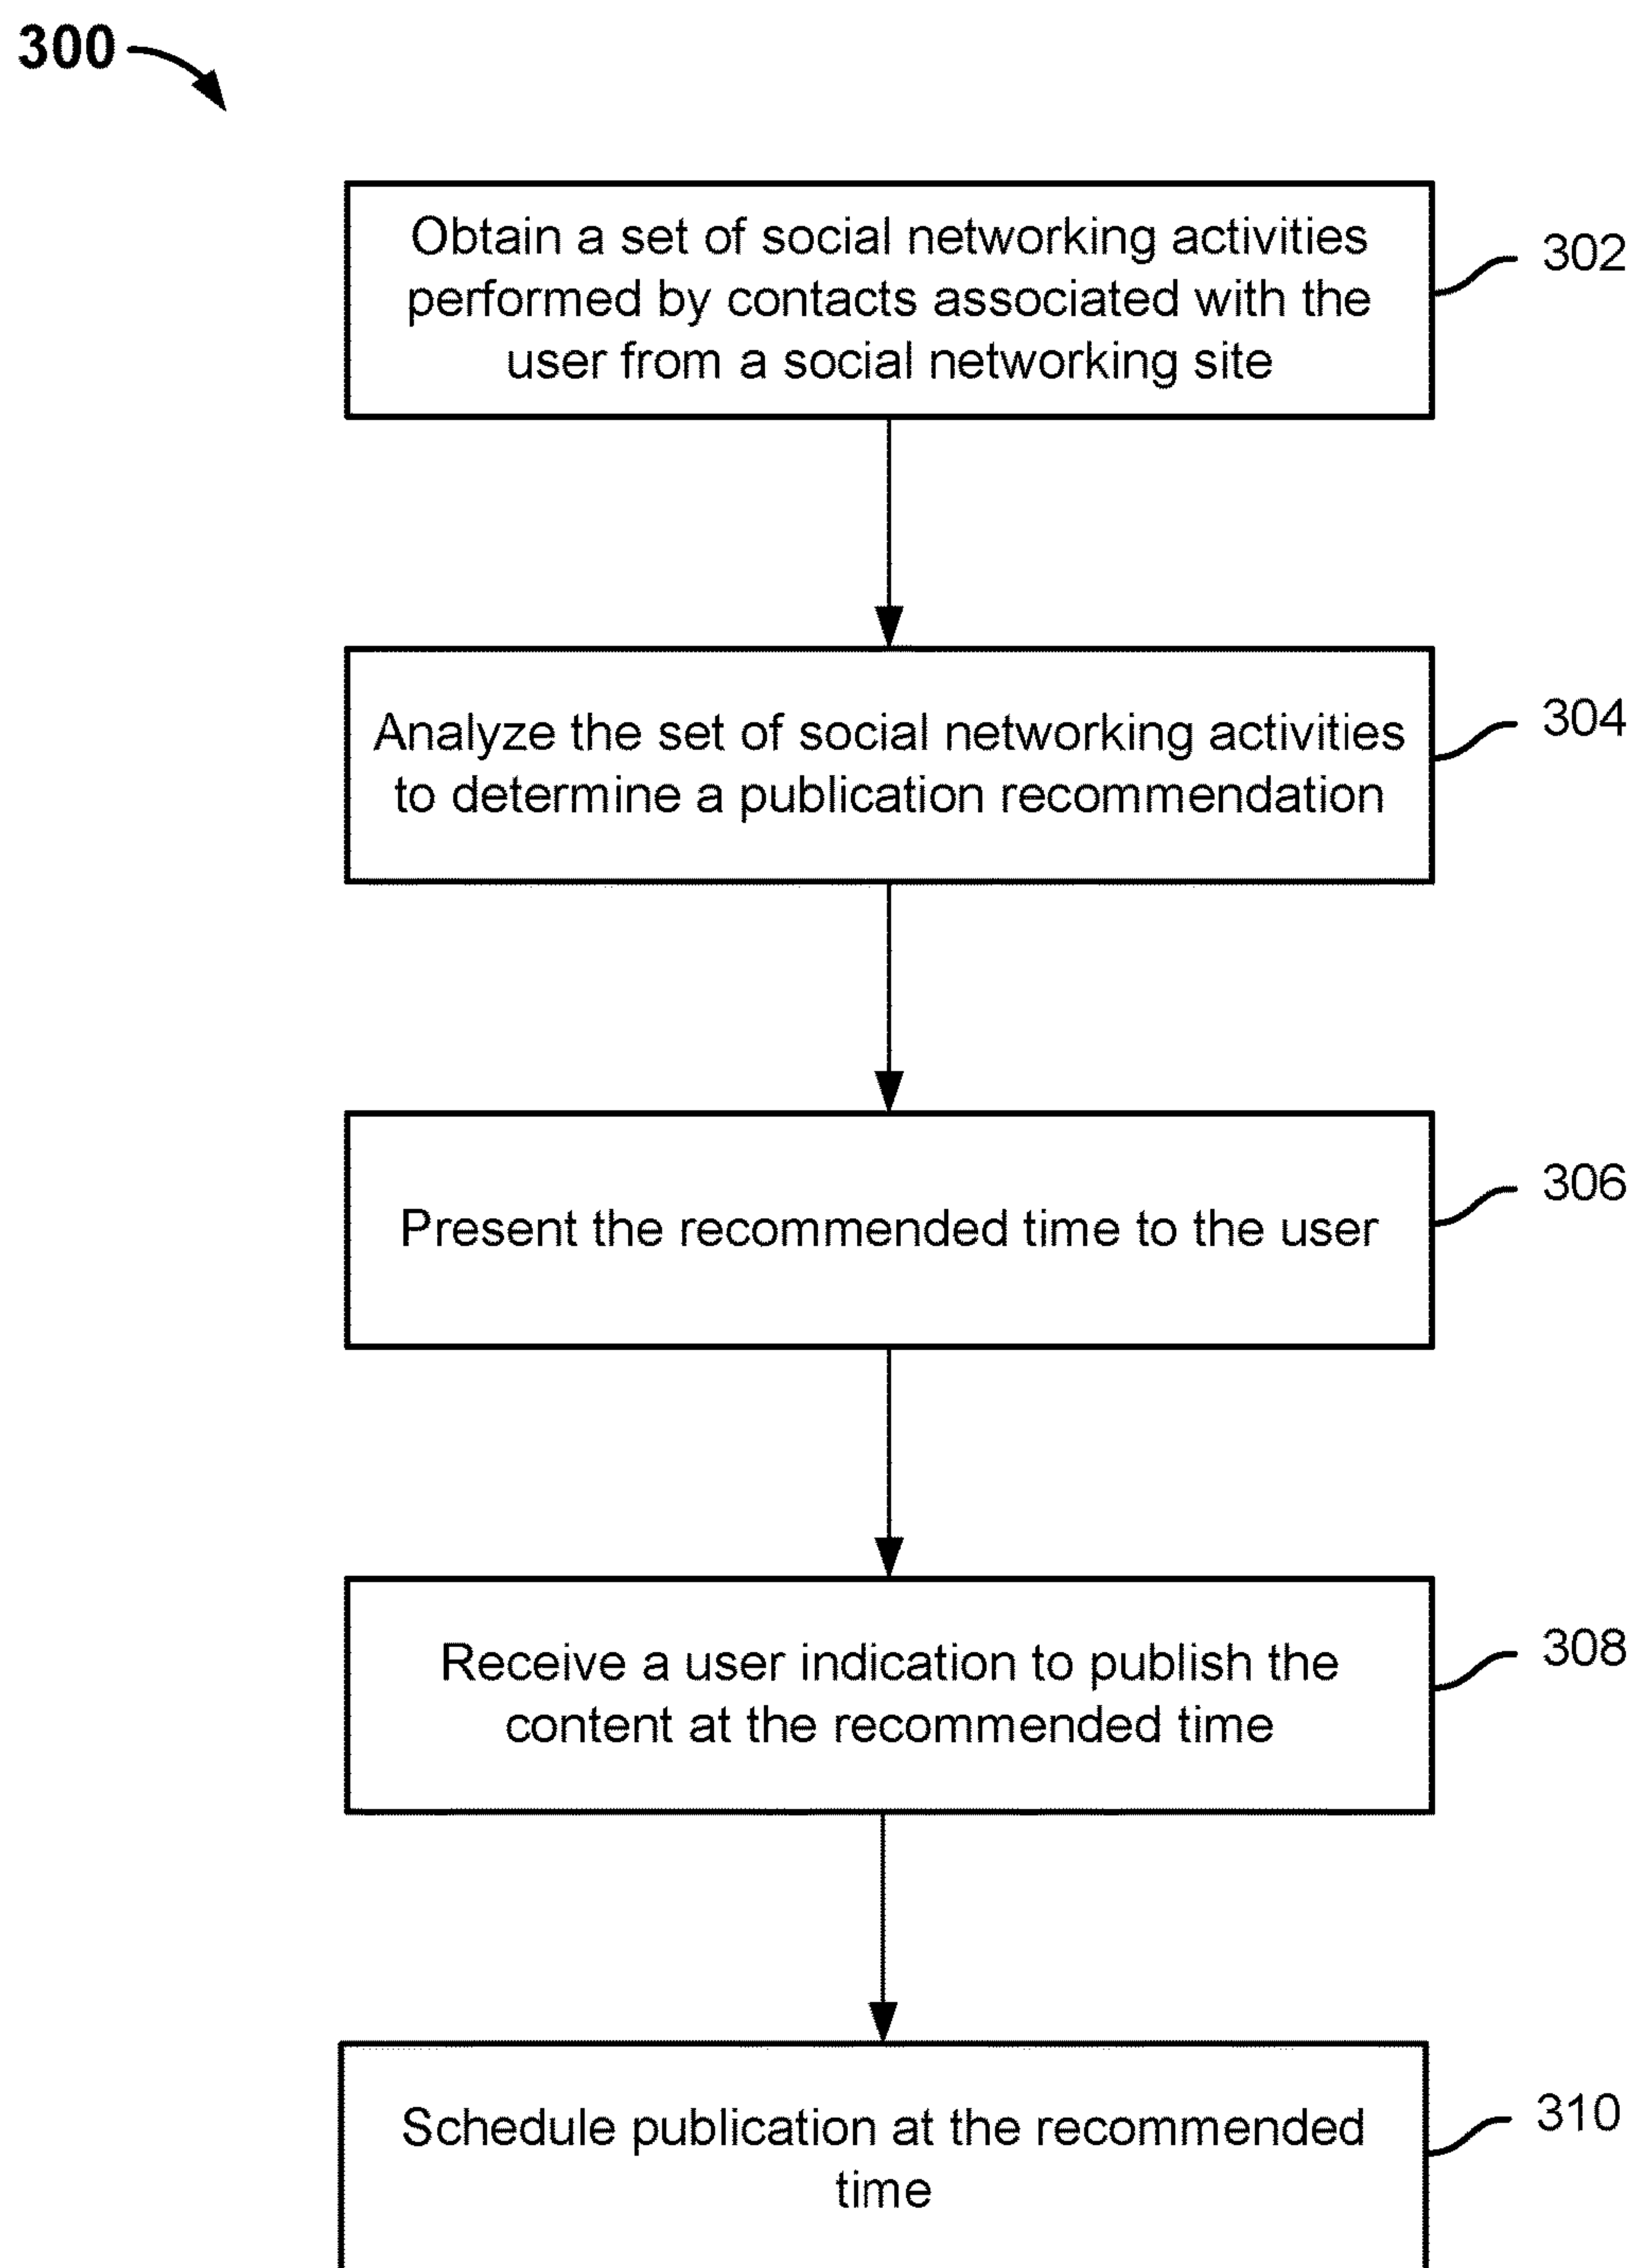 300
Obtain a set of social networking activities
performed by contacts associated with the
user from a social networking site
302
Analyze the set of social networking activities
to determine a publication recommendation
304
Present the recommended time to the user
306
Receive a user indication to publish the
content at the recommended time
308
Schedule publication at the recommended
time
310